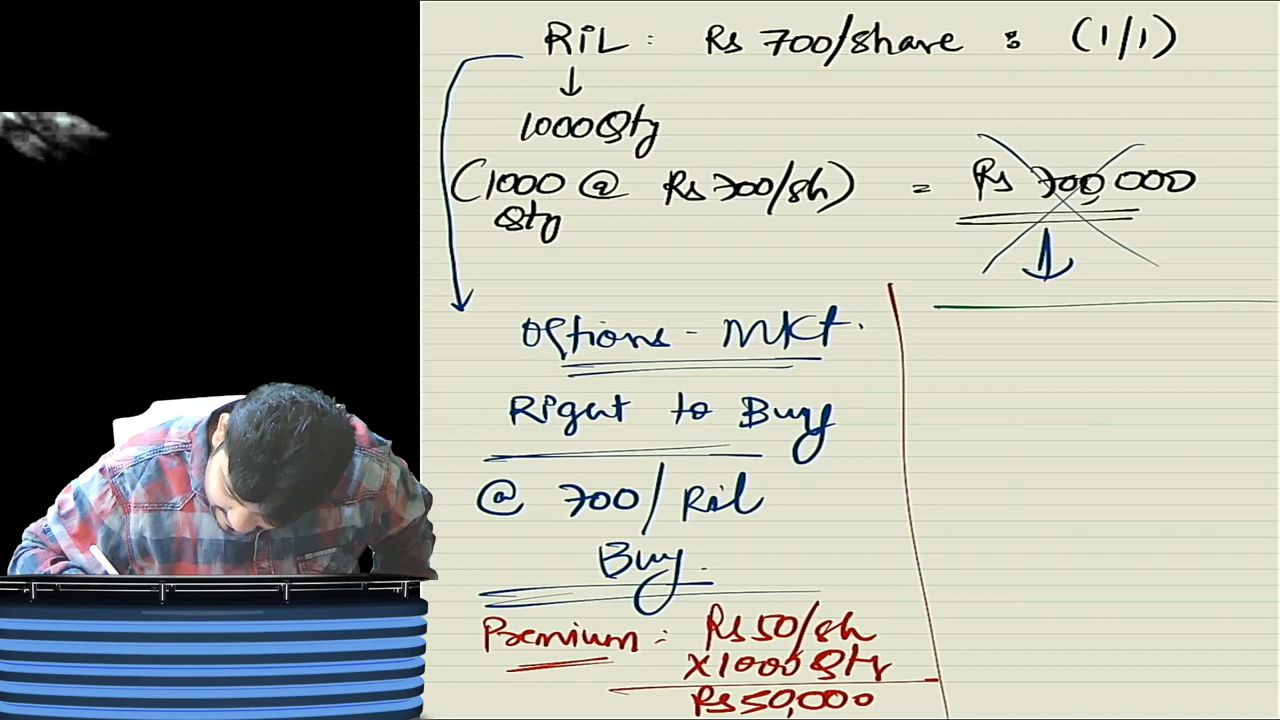 RIL : Rs 700/share : (1/1)
↓
1000 Qty
(1000 @ Rs 700/sh) = Rs 700,000
Qty
Options - MKt.
Right to Buy
@ 700/RIL
Buy.
Premium : Rs 50/sh
X 1000 Qty
Rs 50,000